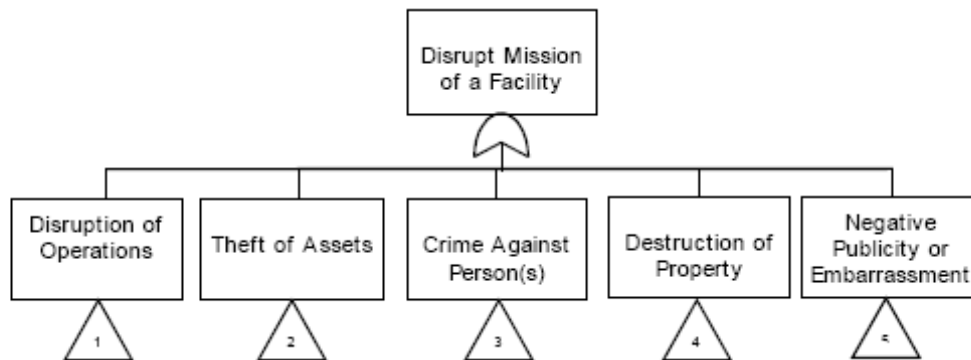 Disrupt Mission
of a Facility
Disruption of
Operations
Theft of Assets
Crime Against
Person(s)
Destruction of
Property
Negative
Publicity or
Embarrassment
1
2
3
4
5